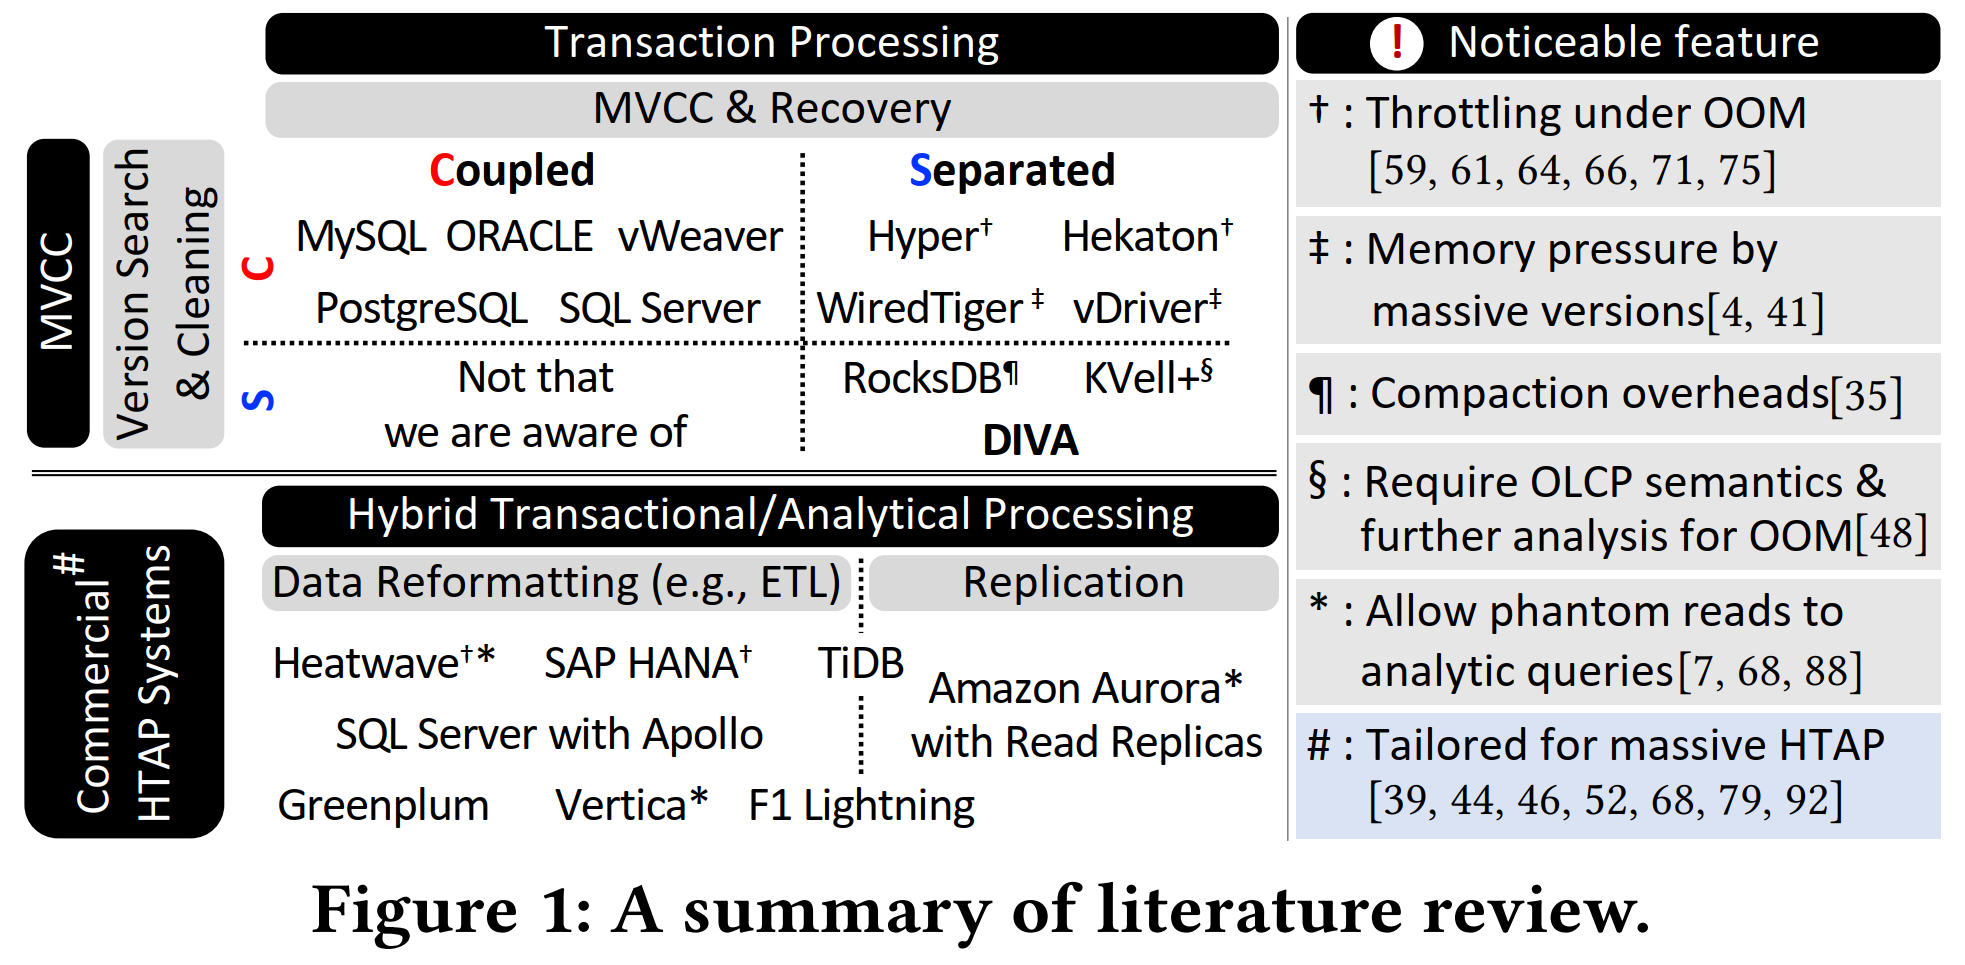 Transaction Processing
MVCC & Recovery
MVCC
Version Search
& Cleaning
Coupled
Separated
C
MySQL ORACLE vWeaver
Hyper† Hekaton†
PostgreSQL SQL Server
WiredTiger‡ vDriver‡
S
Not that
we are aware of
RocksDB¶ KVell+§
DIVA
Hybrid Transactional/Analytical Processing
Commercial#
HTAP Systems
Data Reformatting (e.g., ETL)
Replication
Heatwave†* SAP HANA† TiDB
SQL Server with Apollo
Greenplum Vertica* F1 Lightning
Amazon Aurora*
with Read Replicas
! Noticeable feature
† : Throttling under OOM
[59, 61, 64, 66, 71, 75]
‡ : Memory pressure by
massive versions[4, 41]
¶ : Compaction overheads[35]
§ : Require OLCP semantics &
further analysis for OOM[48]
* : Allow phantom reads to
analytic queries[7, 68, 88]
# : Tailored for massive HTAP
[39, 44, 46, 52, 68, 79, 92]
Figure 1: A summary of literature review.